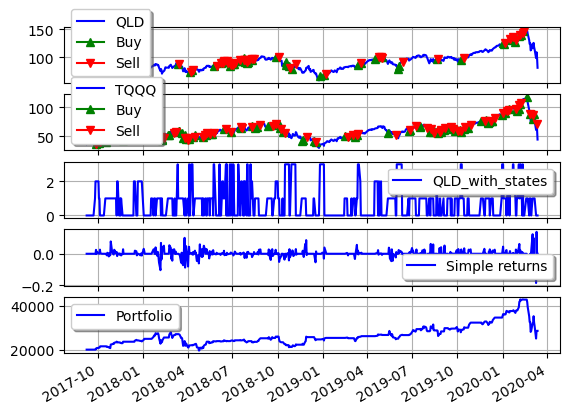 150
100
QLD
Buy
Sell
100
50
TQQQ
Buy
Sell
2
0
QLD_with_states
0.0
−0.2
Simple returns
40000
20000
Portfolio
2017-10
2018-01
2018-04
2018-07
2018-10
2019-01
2019-04
2019-07
2019-10
2020-01
2020-04